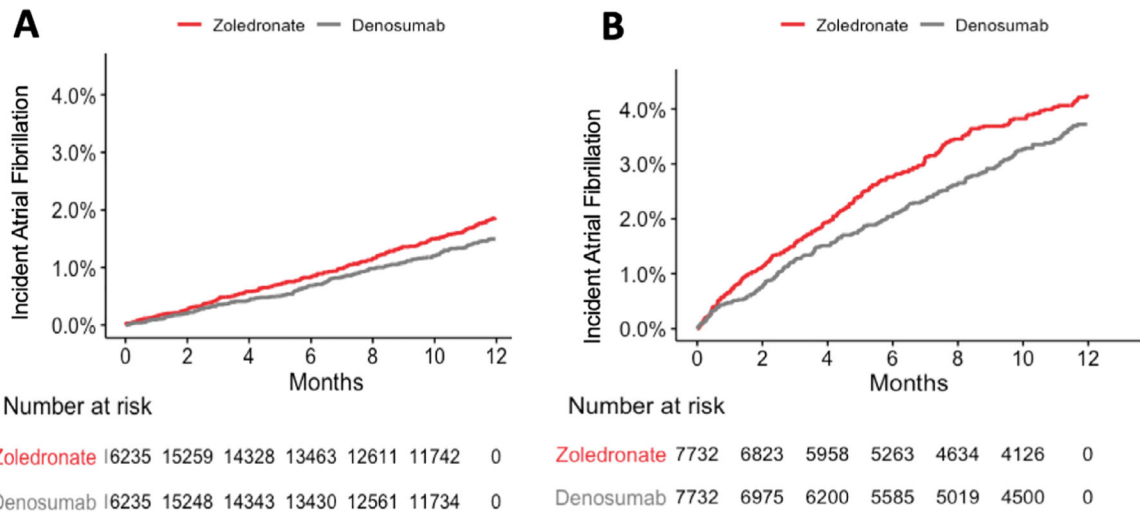 A
Zoledronate Denosumab
Incident Atrial Fibrillation
4.0%
3.0%
2.0%
1.0%
0.0%
0 2 4 6 8 10 12
Months
Number at risk
Zoledronate 16235 15259 14328 13463 12611 11742 0
Denosumab 16235 15248 14343 13430 12561 11734 0
B
Zoledronate Denosumab
Incident Atrial Fibrillation
4.0%
3.0%
2.0%
1.0%
0.0%
0 2 4 6 8 10 12
Months
Number at risk
Zoledronate 7732 6823 5958 5263 4634 4126 0
Denosumab 7732 6975 6200 5585 5019 4500 0